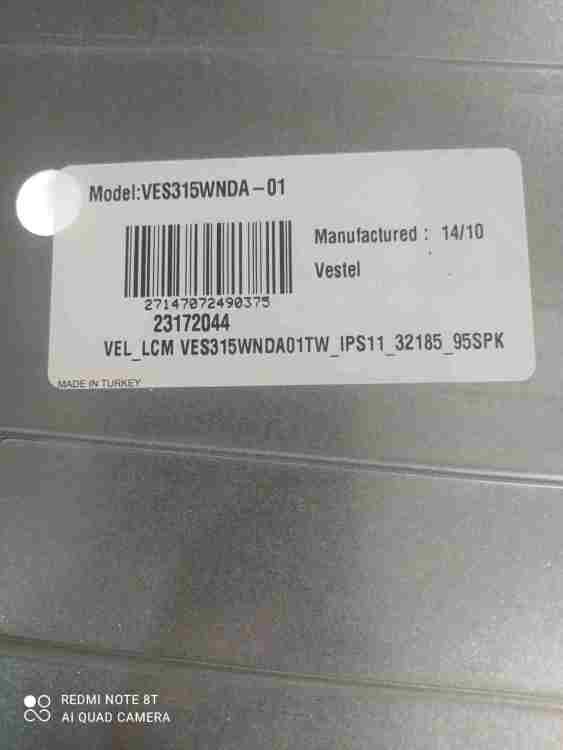 Model:VES315WNDA-01
Manufactured : 14/10
Vestel
27147072490375
23172044
VEL_LCM VES315WNDA01TW_IPS11_32185_95SPK
MADE IN TURKEY
REDMI NOTE 8T
AI QUAD CAMERA